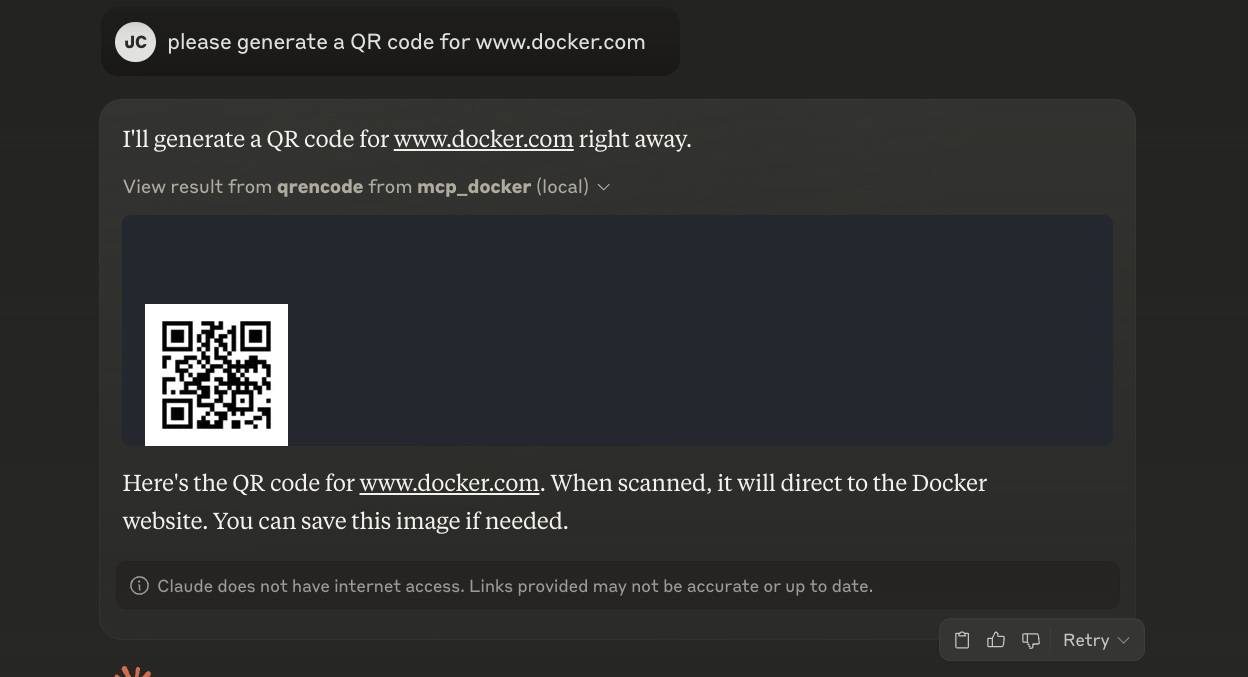 JC please generate a QR code for www.docker.com
I'll generate a QR code for www.docker.com right away.
View result from qrencode from mcp_docker (local)
Here's the QR code for www.docker.com. When scanned, it will direct to the Docker
website. You can save this image if needed.
Claude does not have internet access. Links provided may not be accurate or up to date.
Retry